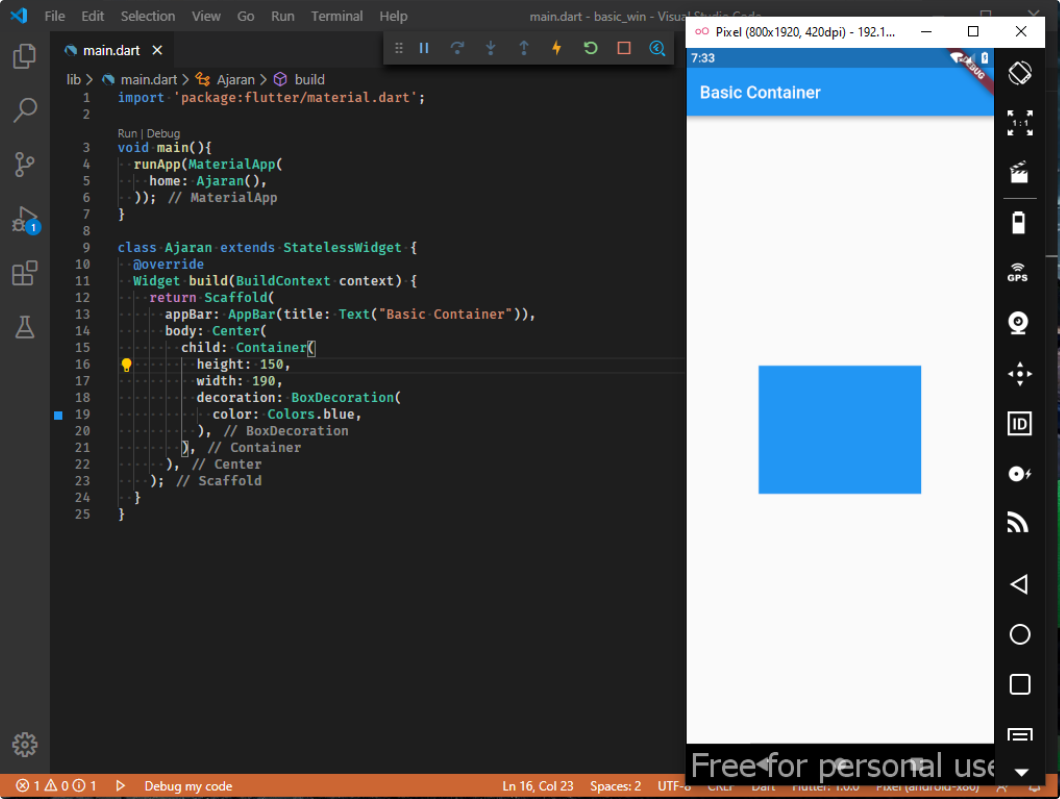 File Edit Selection View Go Run Terminal Help
main.dart - basic_win - Visual Studio Code
main.dart
lib > main.dart > Ajaran > build
1 import 'package:flutter/material.dart';
2
Run | Debug
3 void main(){
4 runApp(MaterialApp(
5 home: Ajaran(),
6 )); // MaterialApp
7 }
8
9 class Ajaran extends StatelessWidget {
10 @override
11 Widget build(BuildContext context) {
12 return Scaffold(
13 appBar: AppBar(title: Text("Basic Container")),
14 body: Center(
15 child: Container(
16 height: 150,
17 width: 190,
18 decoration: BoxDecoration(
19 color: Colors.blue,
20 ), // BoxDecoration
21 ), // Container
22 ), // Center
23 ); // Scaffold
24 }
25 }
1
Pixel (800x1920, 420dpi) - 192.1...
7:33
DEBUG
Basic Container
1:1
GPS
ID
Free for personal use
1 0 1 Debug my code
Ln 16, Col 23 Spaces: 2 UTF-8 CRLF Dart Flutter: 1.0.0 Pixel (android-x86)